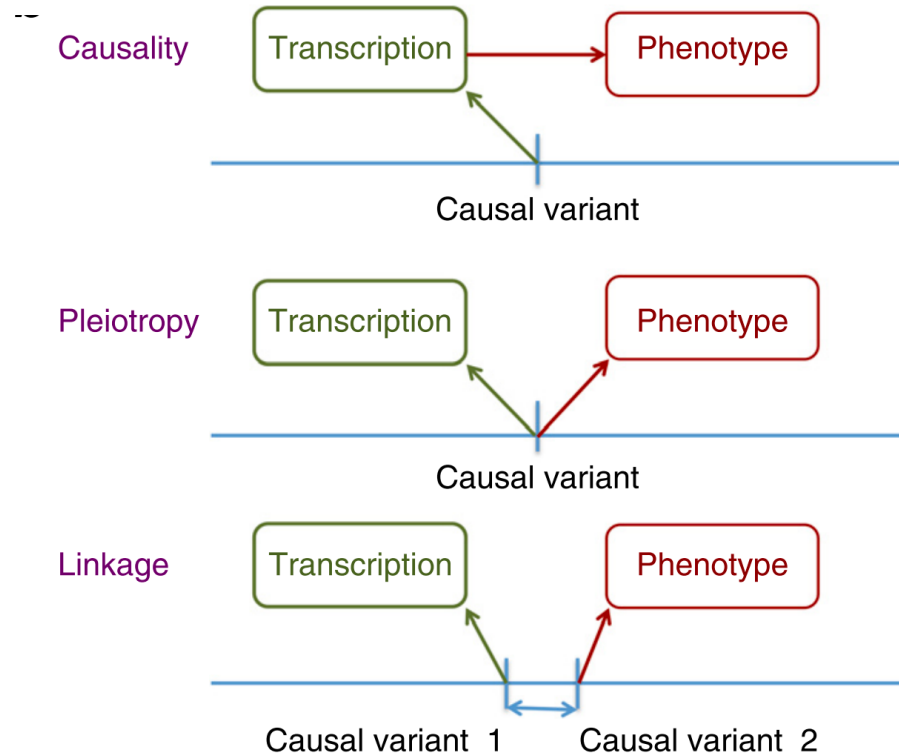 Causality
Transcription
Phenotype
Causal variant
Pleiotropy
Transcription
Phenotype
Causal variant
Linkage
Transcription
Phenotype
Causal variant 1
Causal variant 2